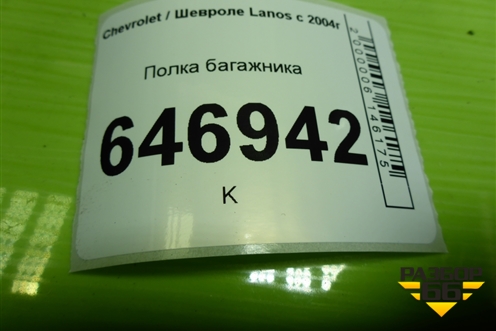 Chevrolet / Шевроле Lanos с 2004г
Полка багажника
646942
К
2000006146175
РАЗБОР
66